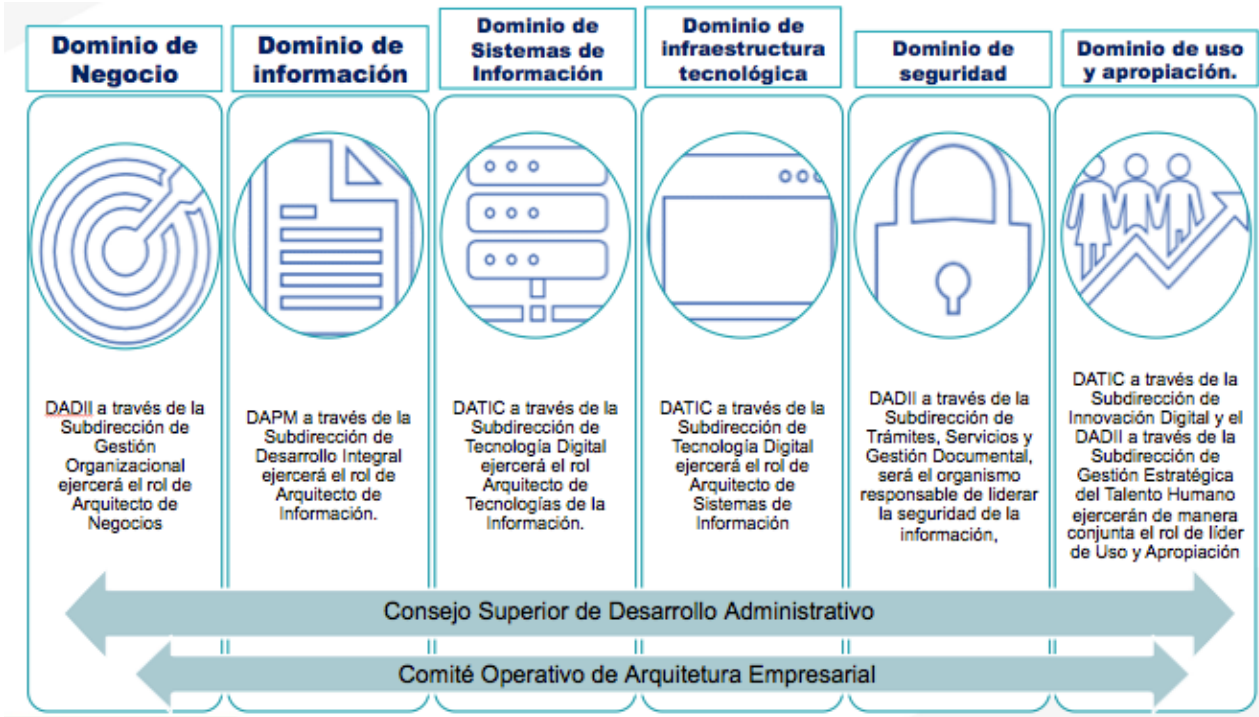 Dominio de
Negocio
Dominio de
información
Dominio de
Sistemas de
Información
Dominio de
infraestructura
tecnológica
Dominio de
seguridad
Dominio de uso
y apropiación.
DADII a través de la
Subdirección de
Gestión
Organizacional
ejercerá el rol de
Arquitecto de
Negocios
DAPM a través de la
Subdirección de
Desarrollo Integral
ejercerá el rol de
Arquitecto de
Información.
DATIC a través de la
Subdirección de
Tecnología Digital
ejercerá el rol
Arquitecto de
Tecnologías de la
Información.
DATIC a través de la
Subdirección de
Tecnología Digital
ejercerá el rol de
Arquitecto de
Sistemas de
Información
DADII a través de la
Subdirección de
Trámites, Servicios y
Gestión Documental,
será el organismo
responsable de liderar
la seguridad de la
información,
DATIC a través de la
Subdirección de
Innovación Digital y el
DADII a través de la
Subdirección de
Gestión Estratégica
del Talento Humano
ejercerán de manera
conjunta el rol de líder
de Uso y Apropiación
Consejo Superior de Desarrollo Administrativo
Comité Operativo de Arquitetura Empresarial